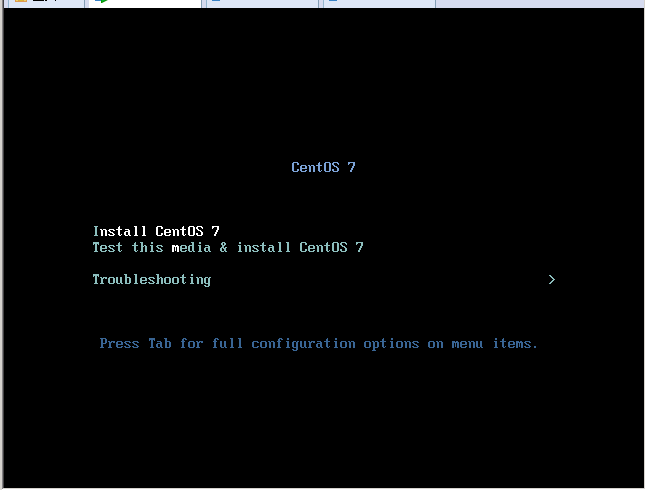 CentOS 7
Install CentOS 7
Test this media & install CentOS 7
Troubleshooting >
Press Tab for full configuration options on menu items.